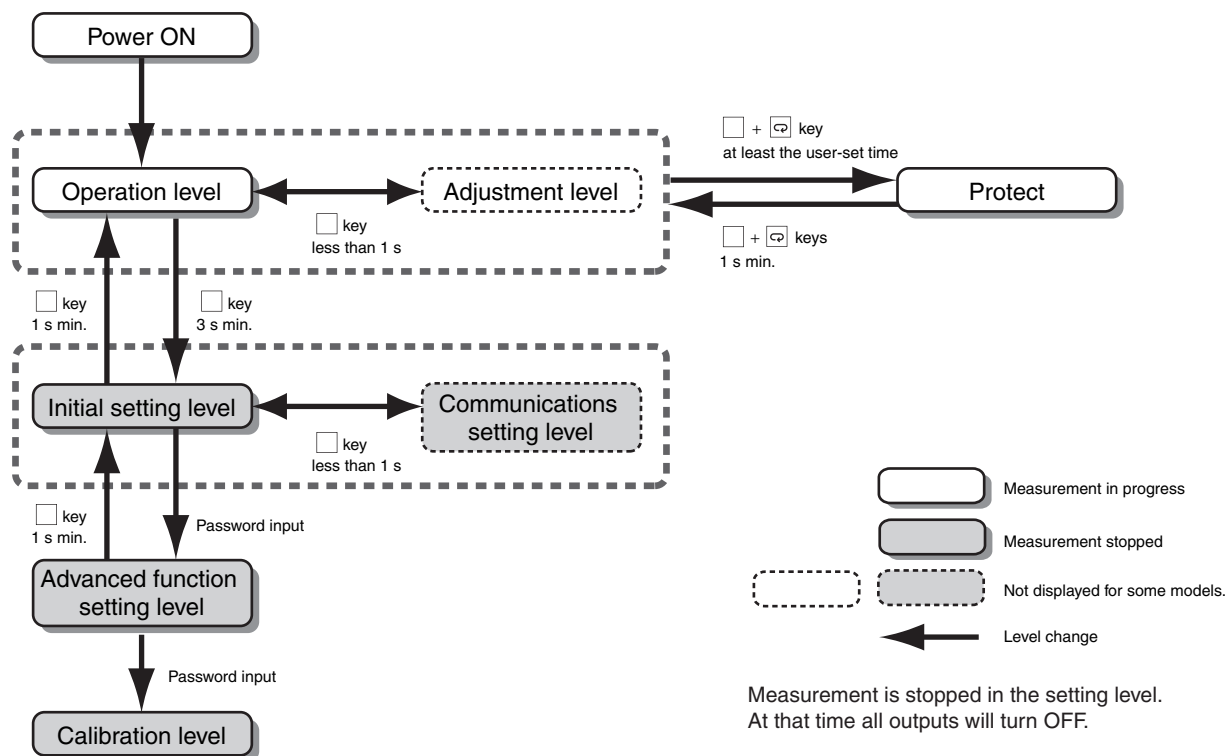 Power ON
+ key
at least the user-set time
Operation level
Adjustment level
Protect
key
less than 1 s
+ keys
1 s min.
key
1 s min.
key
3 s min.
Initial setting level
Communications
setting level
key
less than 1 s
key
1 s min.
Password input
Measurement in progress
Measurement stopped
Advanced function
setting level
Not displayed for some models.
Level change
Password input
Measurement is stopped in the setting level.
At that time all outputs will turn OFF.
Calibration level